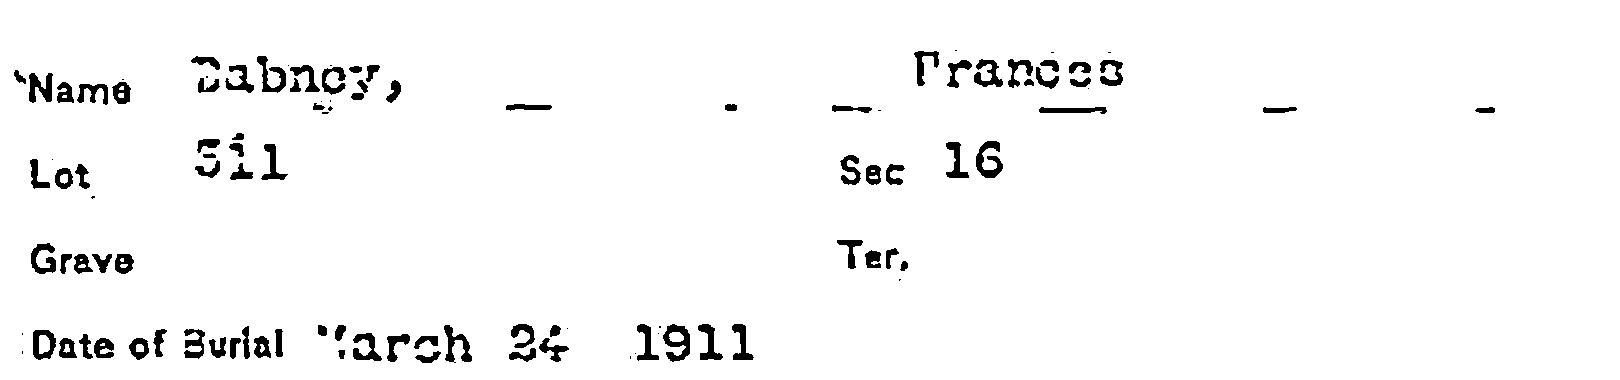 Name Dabney, Frances
Lot 511 Sec 16
Grave Ter.
Date of Burial March 24 1911